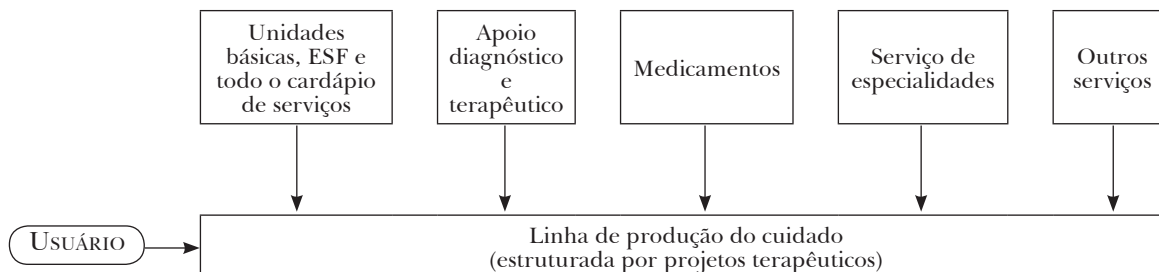 Unidades
básicas, ESF e
todo o cardápio
de serviços
Apoio
diagnóstico
e
terapêutico
Medicamentos
Serviço de
especialidades
Outros
serviços
USUÁRIO
Linha de produção do cuidado
(estruturada por projetos terapêuticos)